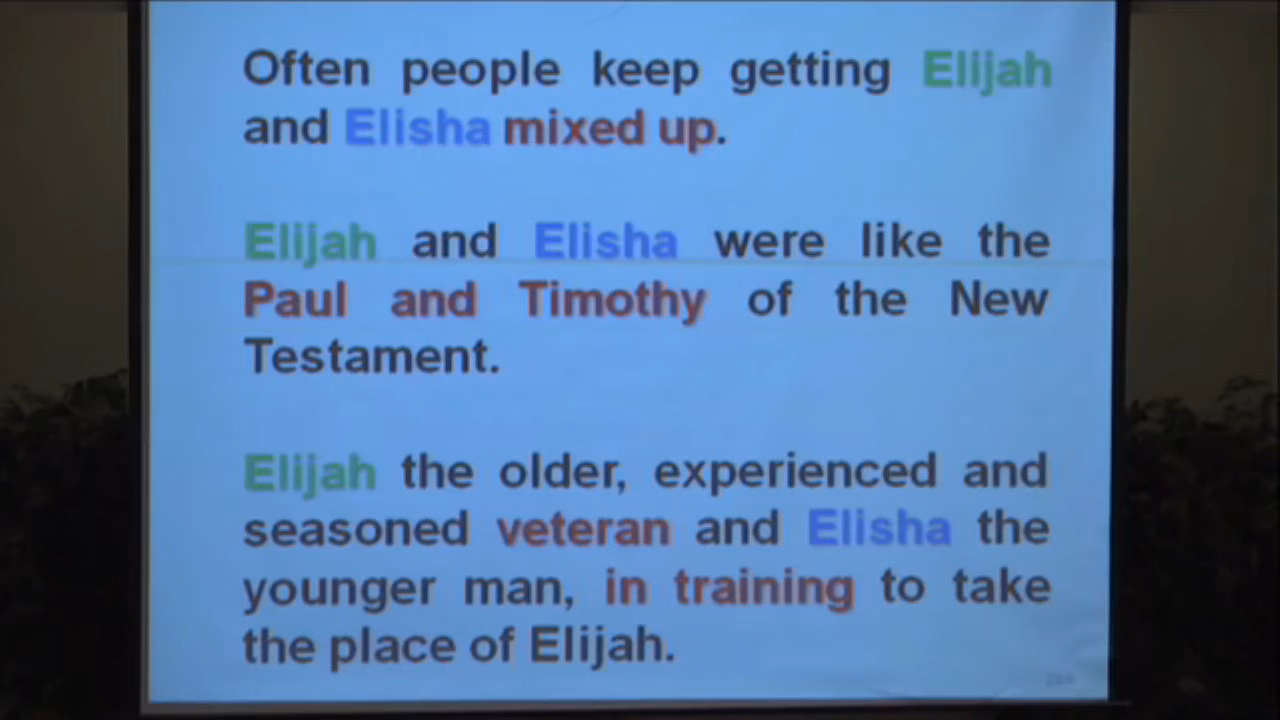 Often people keep getting Elijah
and Elisha mixed up.
Elijah and Elisha were like the
Paul and Timothy of the New
Testament.
Elijah the older, experienced and
seasoned veteran and Elisha the
younger man, in training to take
the place of Elijah.